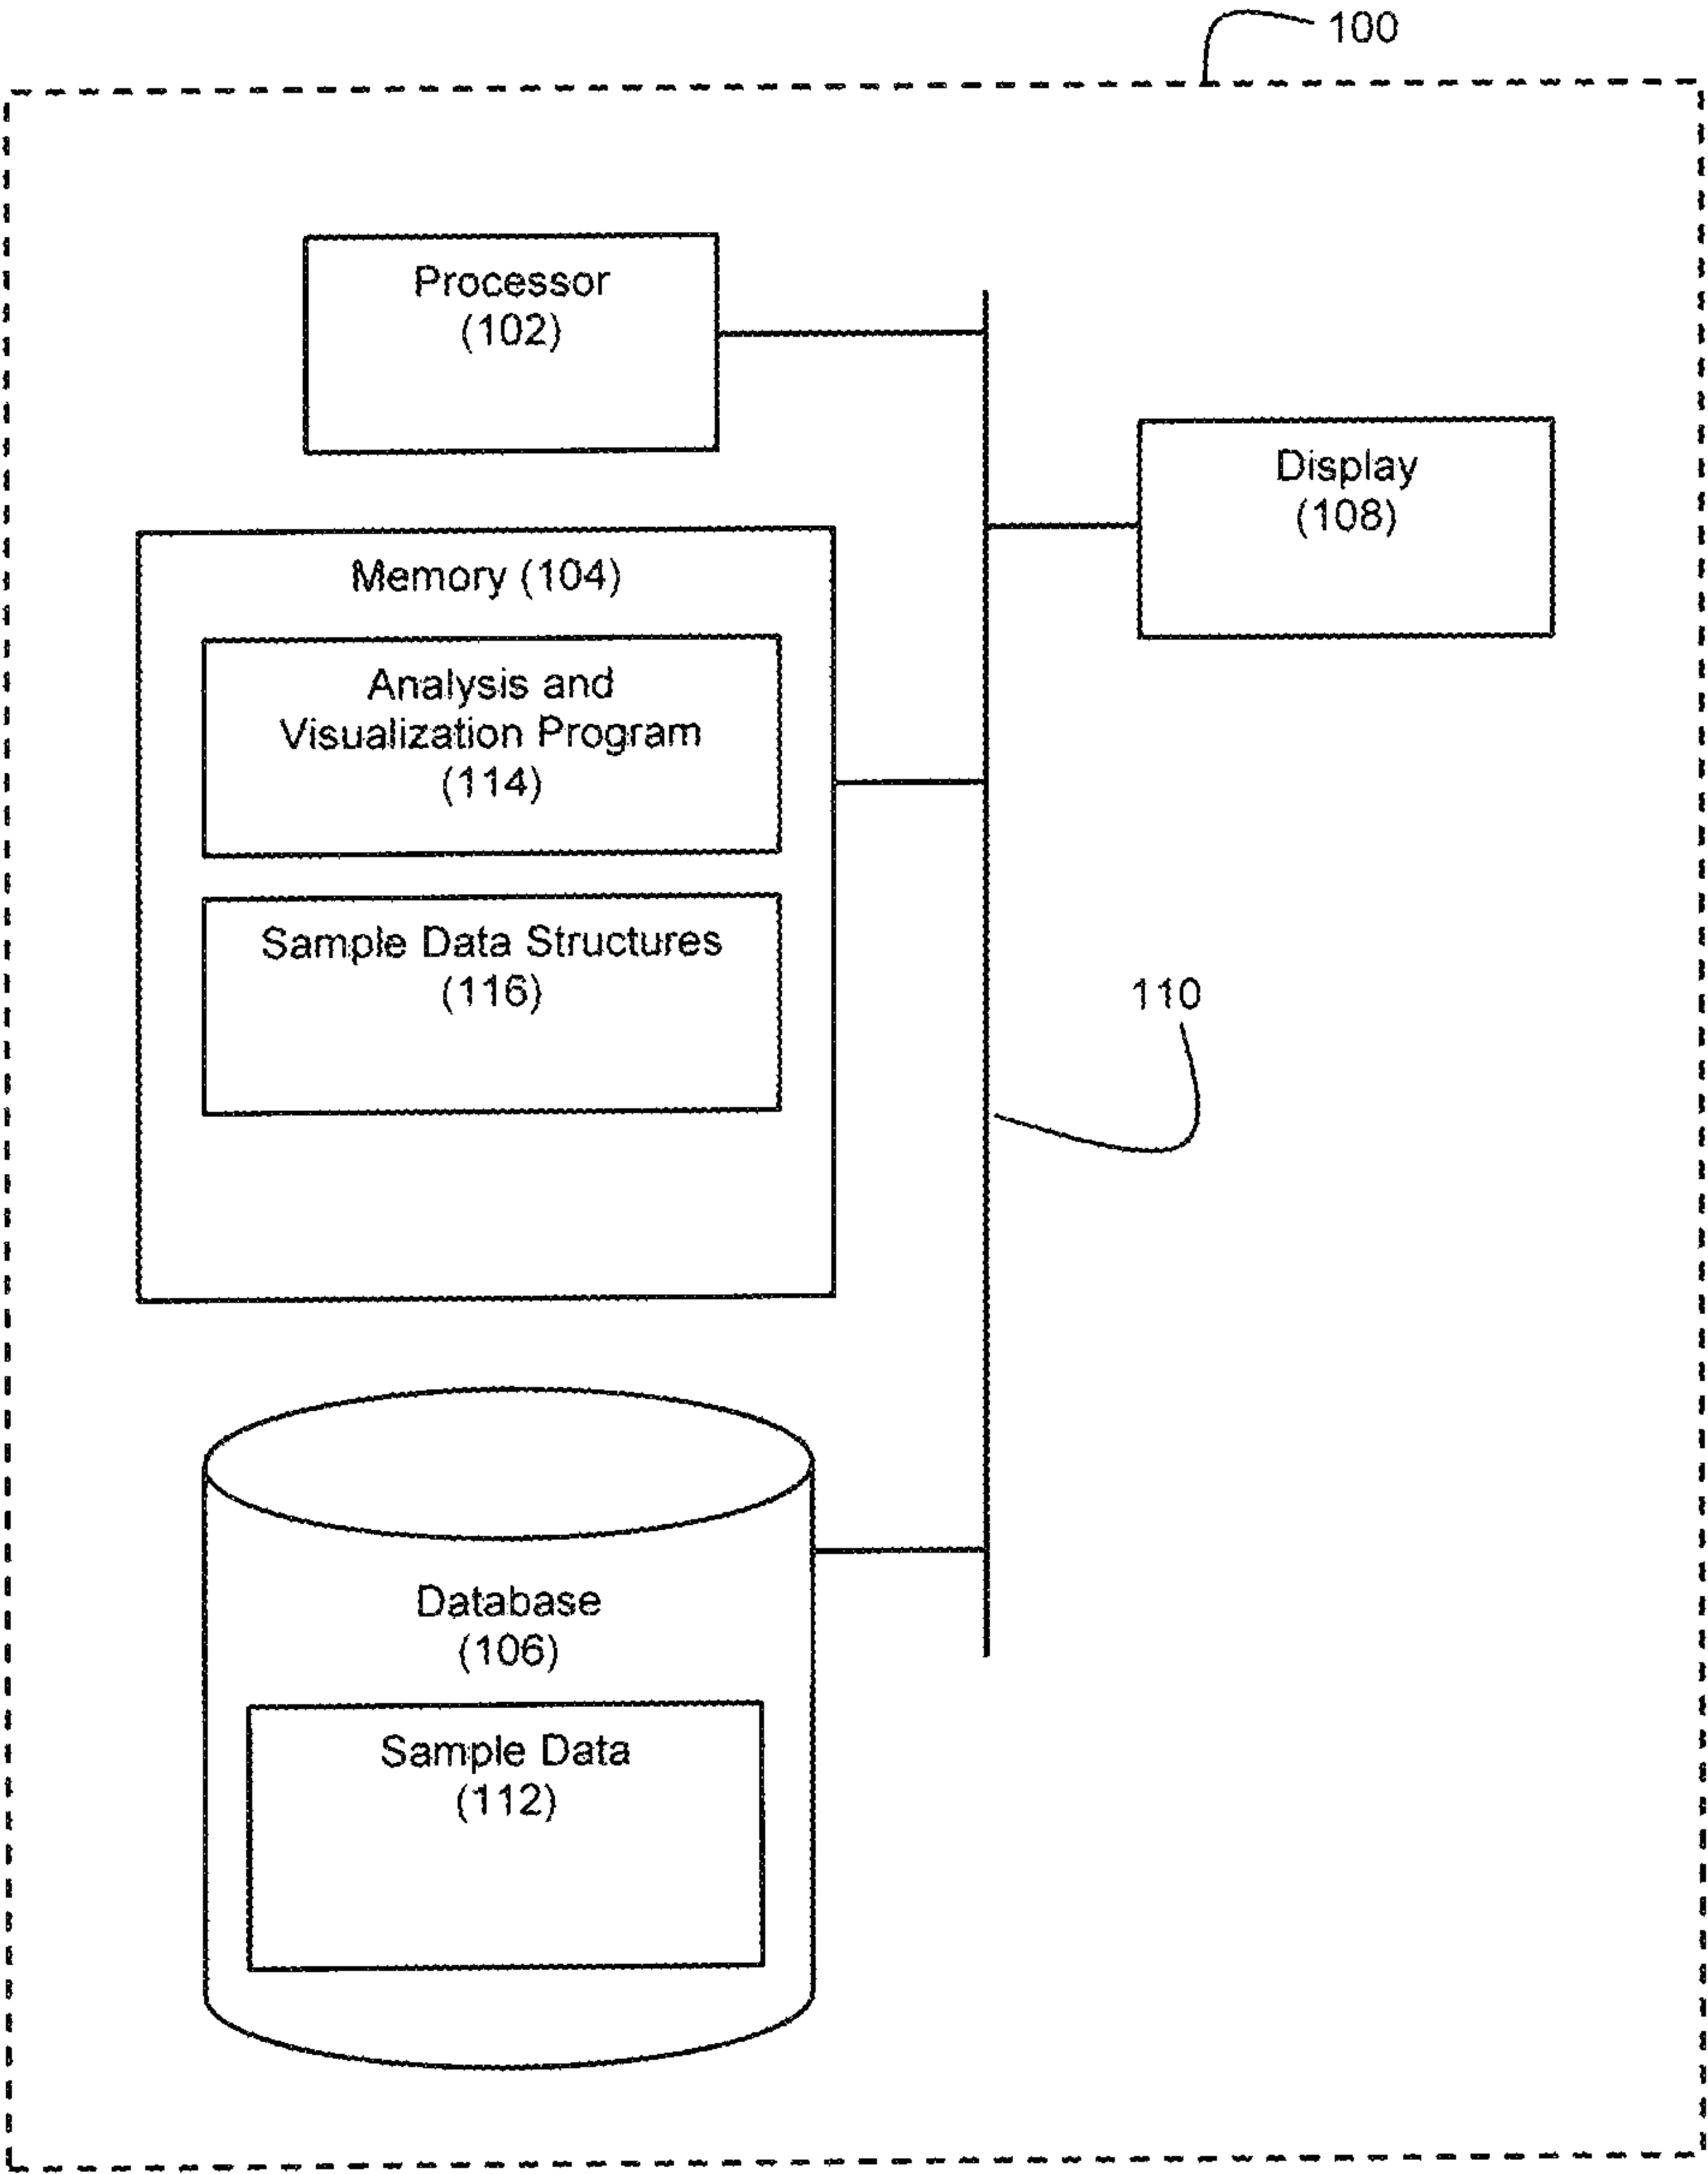 100
Processor
(102)
Display
(108)
Memory (104)
Analysis and
Visualization Program
(114)
Sample Data Structures
(116)
110
Database
(106)
Sample Data
(112)